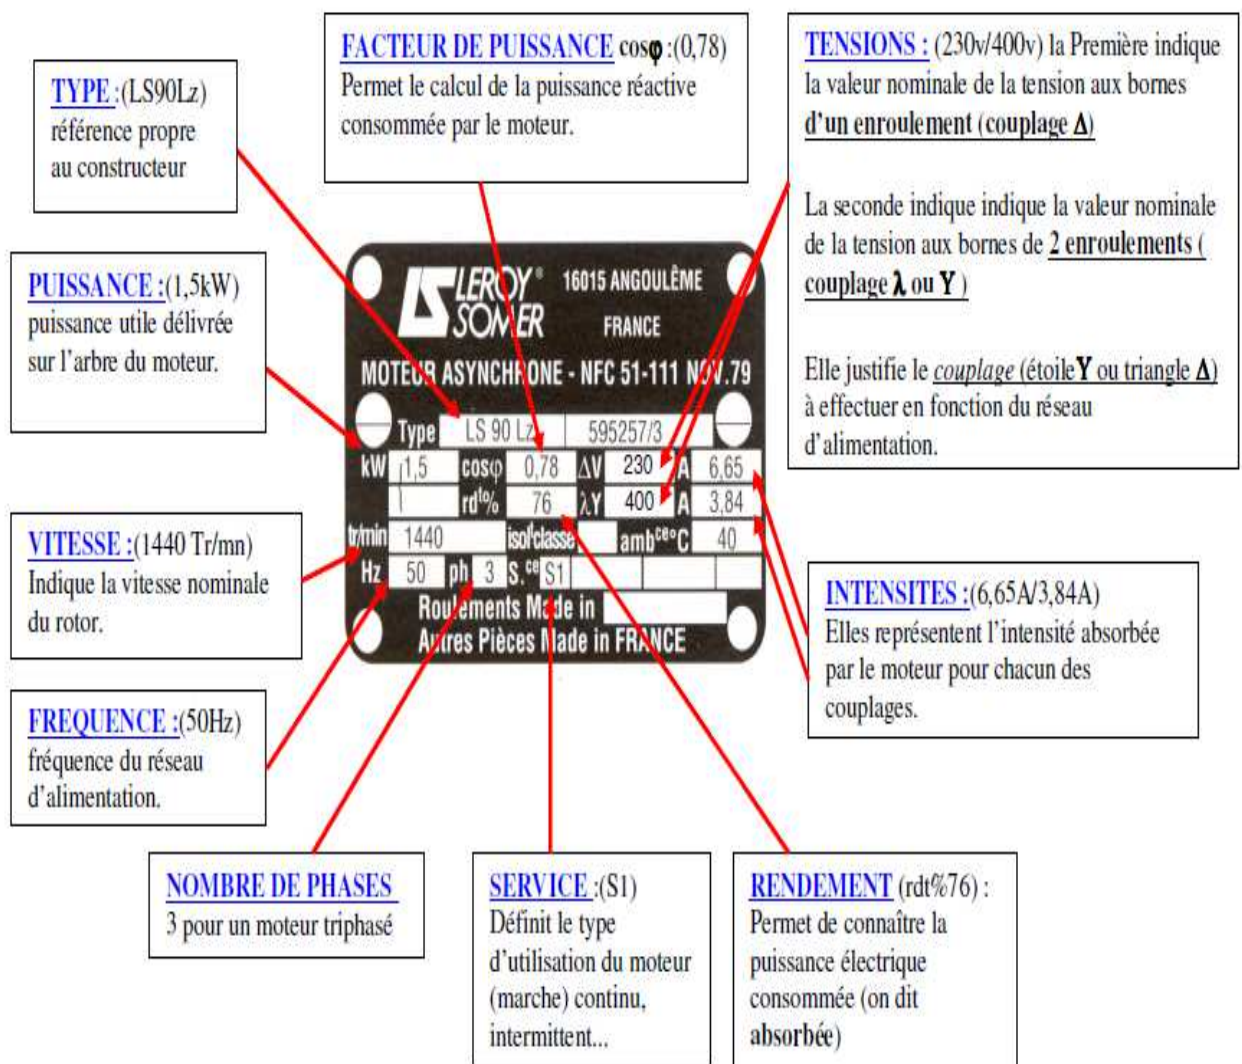 TYPE :(LS90Lz)
référence propre
au constructeur
FACTEUR DE PUISSANCE cosφ :(0,78)
Permet le calcul de la puissance réactive
consommée par le moteur.
TENSIONS : (230v/400v) la Première indique
la valeur nominale de la tension aux bornes
d'un enroulement (couplage Δ)
La seconde indique indique la valeur nominale
de la tension aux bornes de 2 enroulements (
couplage λ ou Y )
Elle justifie le couplage (étoile Y ou triangle Δ)
à effectuer en fonction du réseau
d'alimentation.
PUISSANCE :(1,5kW)
puissance utile délivrée
sur l'arbre du moteur.
VITESSE :(1440 Tr/mn)
Indique la vitesse nominale
du rotor.
FREQUENCE :(50Hz)
fréquence du réseau
d'alimentation.
LEROY®
SOMER
16015 ANGOULÊME
FRANCE
MOTEUR ASYNCHRONE - NFC 51-111 NOV.79
Type LS 90 Lz 595257/3
kW 1,5 cosφ 0,78 ΔV 230 A 6,65
rdᵗ% 76 λY 400 A 3,84
tr/min 1440 isolᵗclasse ambᶜᵉ°C 40
Hz 50 ph 3 S.ᶜᵉ S1
Roulements Made in
Autres Pièces Made in FRANCE
INTENSITES :(6,65A/3,84A)
Elles représentent l'intensité absorbée
par le moteur pour chacun des
couplages.
NOMBRE DE PHASES
3 pour un moteur triphasé
SERVICE :(S1)
Définit le type
d'utilisation du moteur
(marche) continu,
intermittent...
RENDEMENT (rdt%76) :
Permet de connaître la
puissance électrique
consommée (on dit
absorbée)